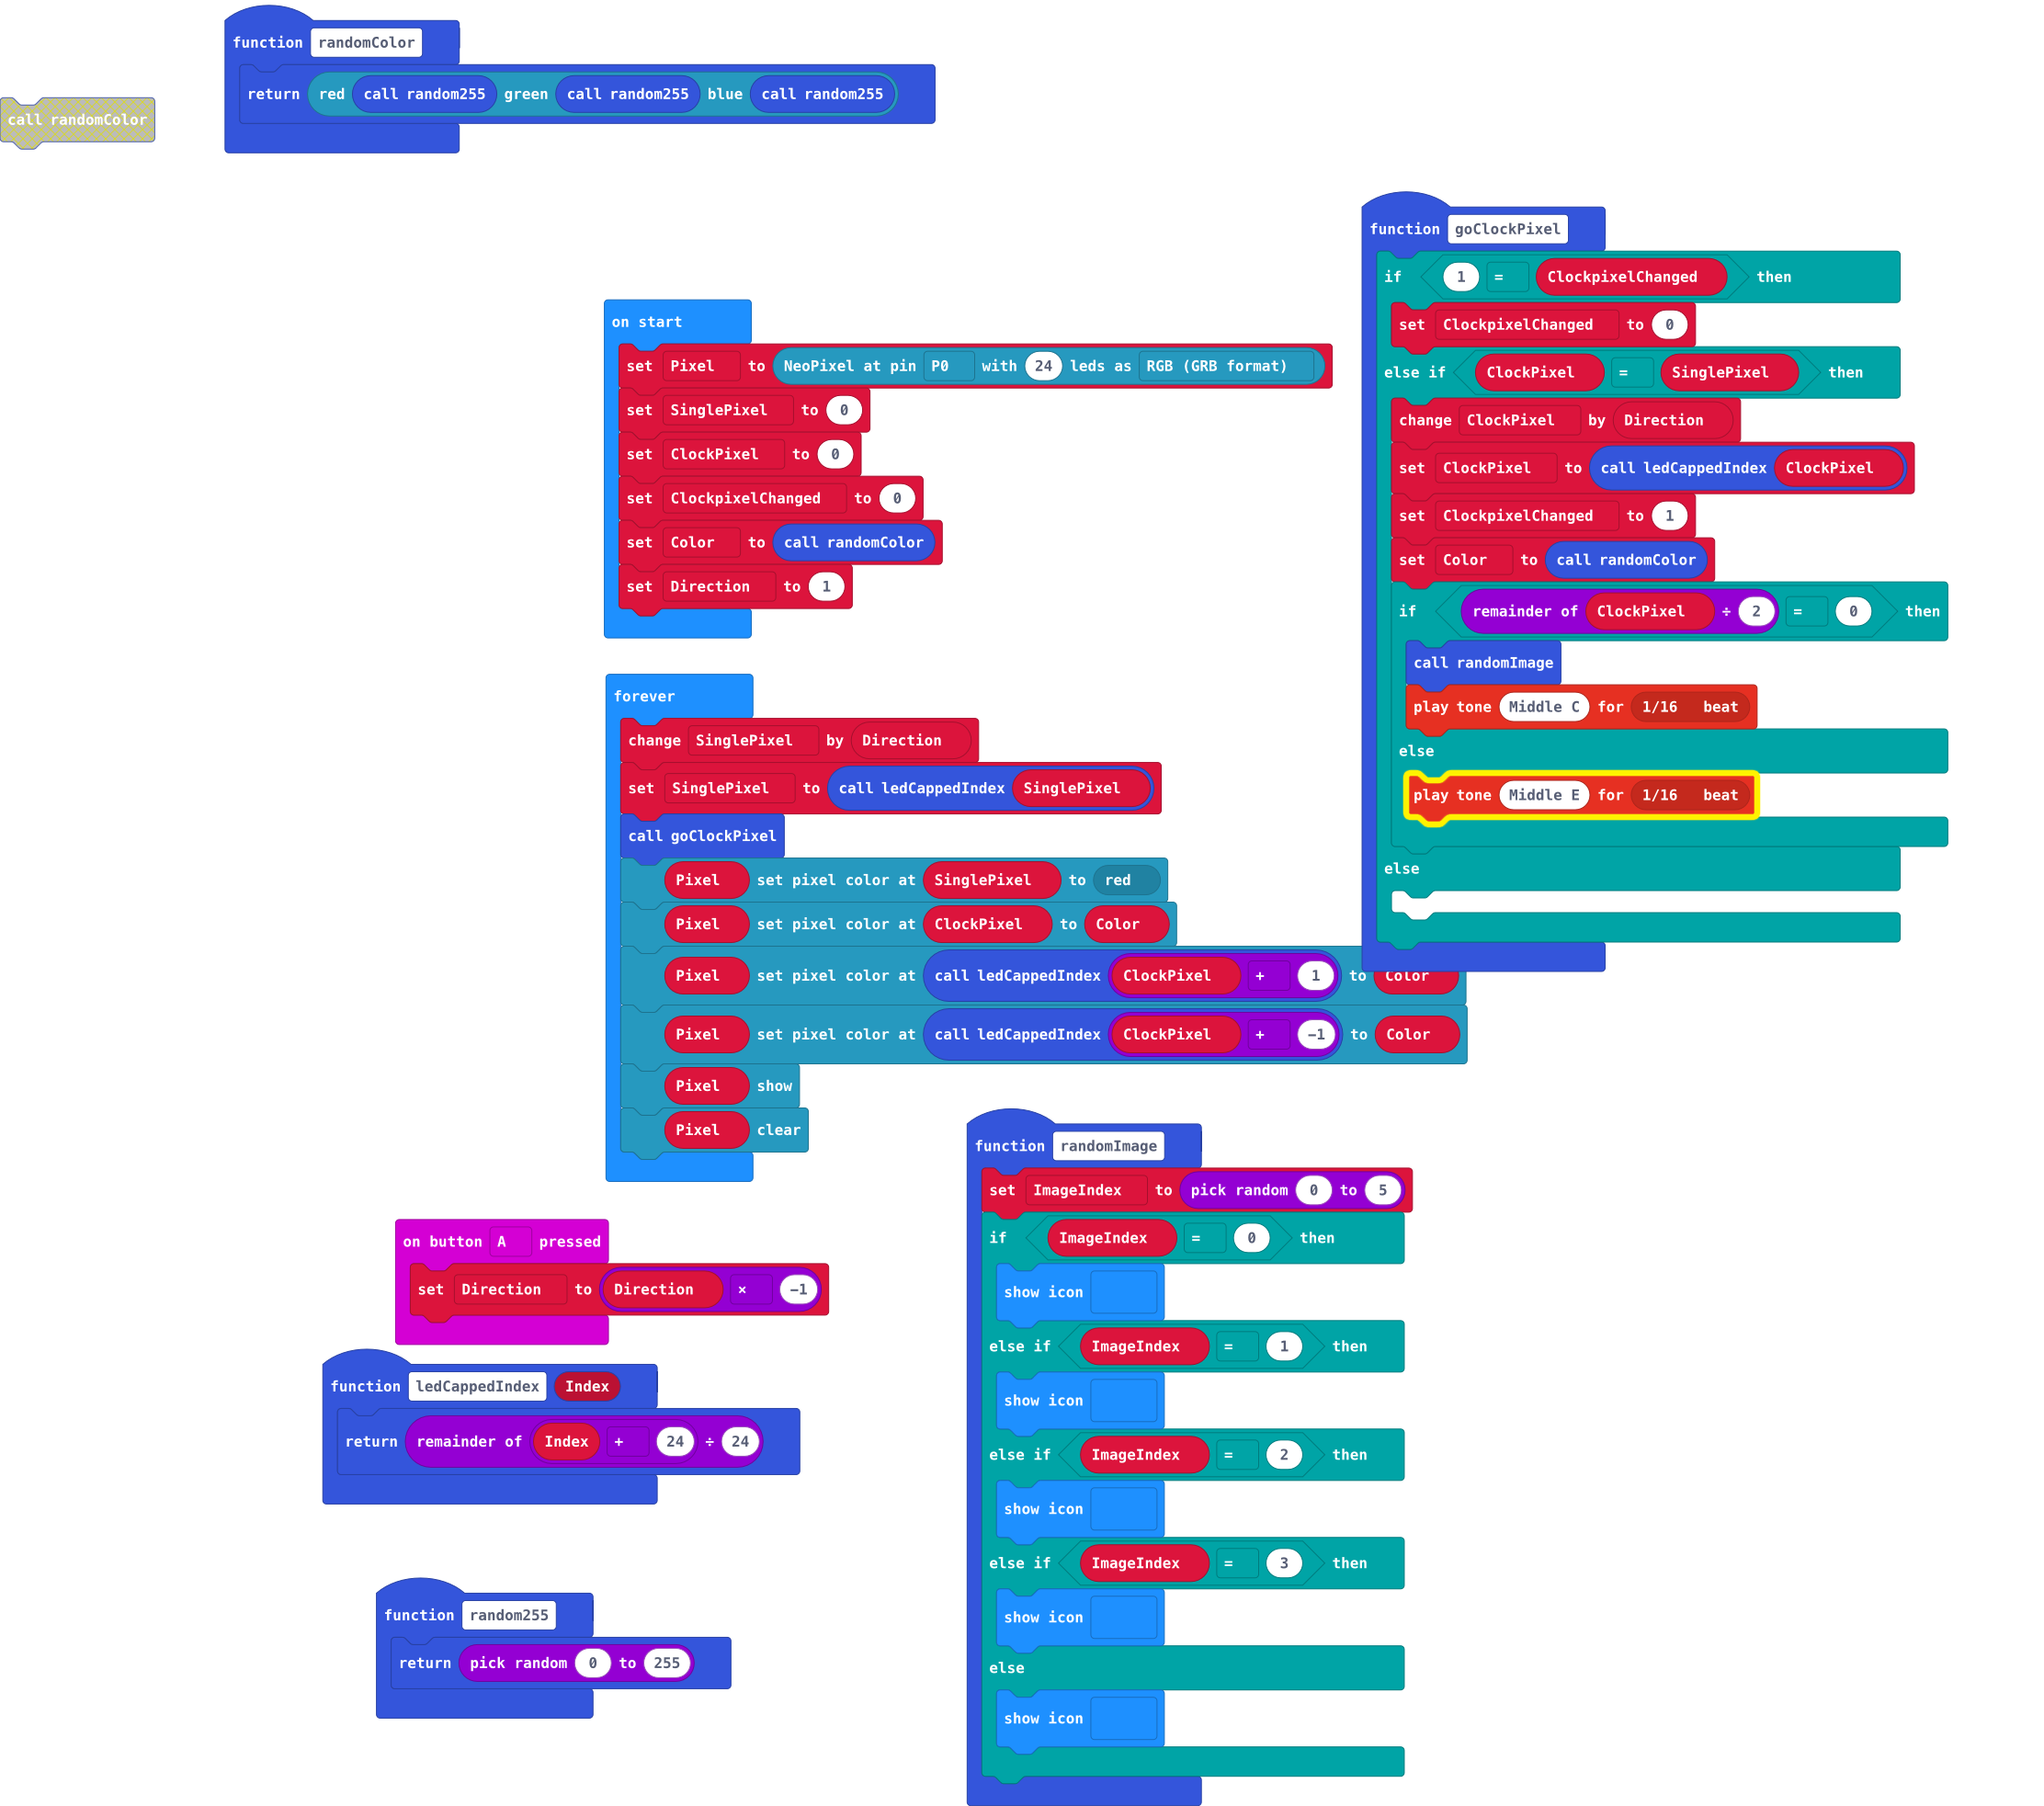 function randomColor
return red call random255 green call random255 blue call random255
call randomColor
function goClockPixel
if 1 = ClockpixelChanged then
set ClockpixelChanged to 0
else if ClockPixel = SinglePixel then
change ClockPixel by Direction
set ClockPixel to call ledCappedIndex ClockPixel
set ClockpixelChanged to 1
set Color to call randomColor
if remainder of ClockPixel ÷ 2 = 0 then
call randomImage
play tone Middle C for 1/16 beat
else
play tone Middle E for 1/16 beat
else
on start
set Pixel to NeoPixel at pin P0 with 24 leds as RGB (GRB format)
set SinglePixel to 0
set ClockPixel to 0
set ClockpixelChanged to 0
set Color to call randomColor
set Direction to 1
forever
change SinglePixel by Direction
set SinglePixel to call ledCappedIndex SinglePixel
call goClockPixel
Pixel set pixel color at SinglePixel to red
Pixel set pixel color at ClockPixel to Color
Pixel set pixel color at call ledCappedIndex ClockPixel + 1 to Color
Pixel set pixel color at call ledCappedIndex ClockPixel + −1 to Color
Pixel show
Pixel clear
on button A pressed
set Direction to Direction × −1
function ledCappedIndex Index
return remainder of Index + 24 ÷ 24
function random255
return pick random 0 to 255
function randomImage
set ImageIndex to pick random 0 to 5
if ImageIndex = 0 then
show icon
else if ImageIndex = 1 then
show icon
else if ImageIndex = 2 then
show icon
else if ImageIndex = 3 then
show icon
else
show icon